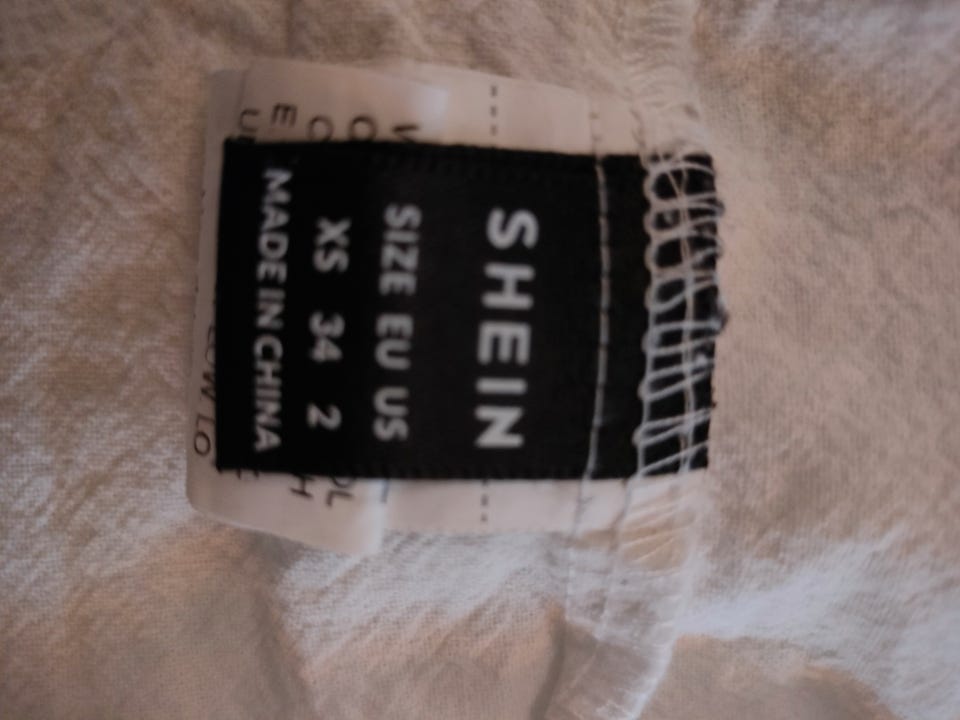 SHEIN
SIZE EU US
XS 34 2
MADE IN CHINA